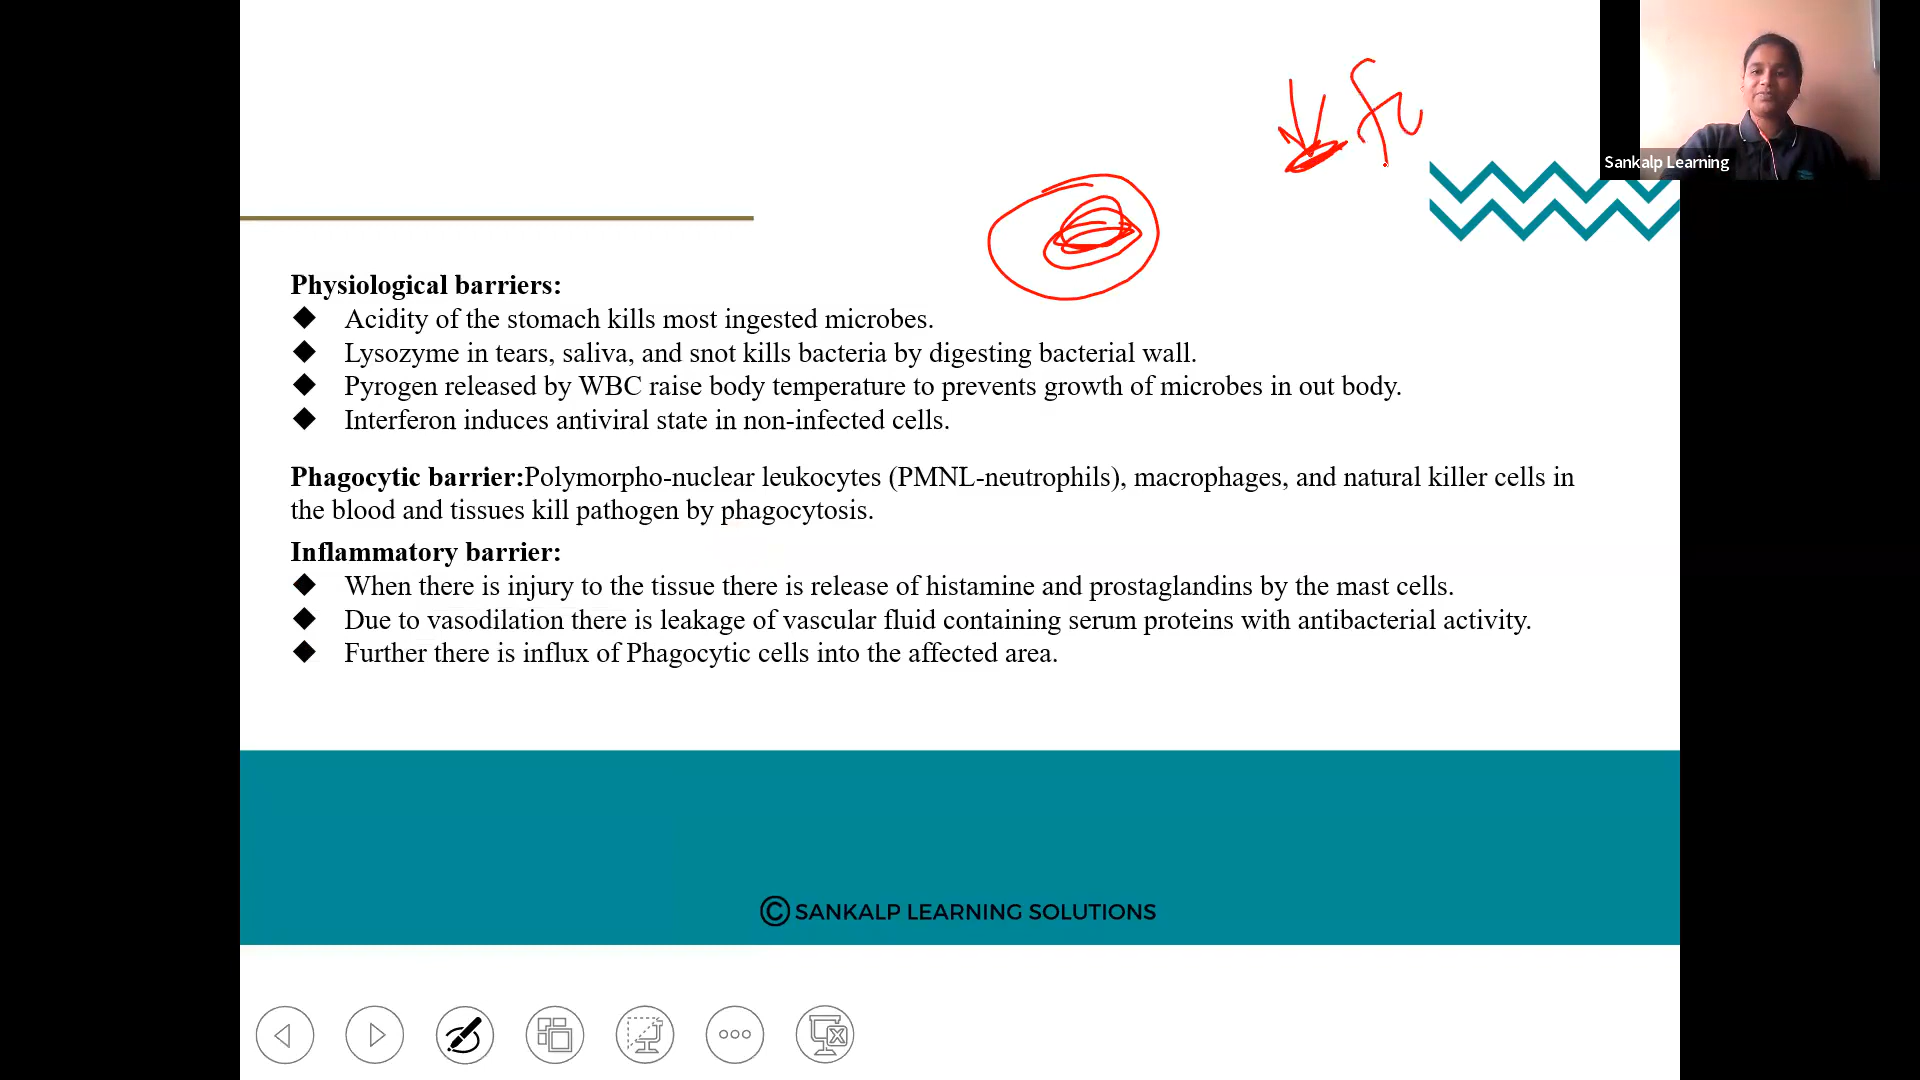 Sankalp Learning
Physiological barriers:
◆ Acidity of the stomach kills most ingested microbes.
◆ Lysozyme in tears, saliva, and snot kills bacteria by digesting bacterial wall.
◆ Pyrogen released by WBC raise body temperature to prevents growth of microbes in out body.
◆ Interferon induces antiviral state in non-infected cells.
Phagocytic barrier:Polymorpho-nuclear leukocytes (PMNL-neutrophils), macrophages, and natural killer cells in
the blood and tissues kill pathogen by phagocytosis.
Inflammatory barrier:
◆ When there is injury to the tissue there is release of histamine and prostaglandins by the mast cells.
◆ Due to vasodilation there is leakage of vascular fluid containing serum proteins with antibacterial activity.
◆ Further there is influx of Phagocytic cells into the affected area.
© SANKALP LEARNING SOLUTIONS